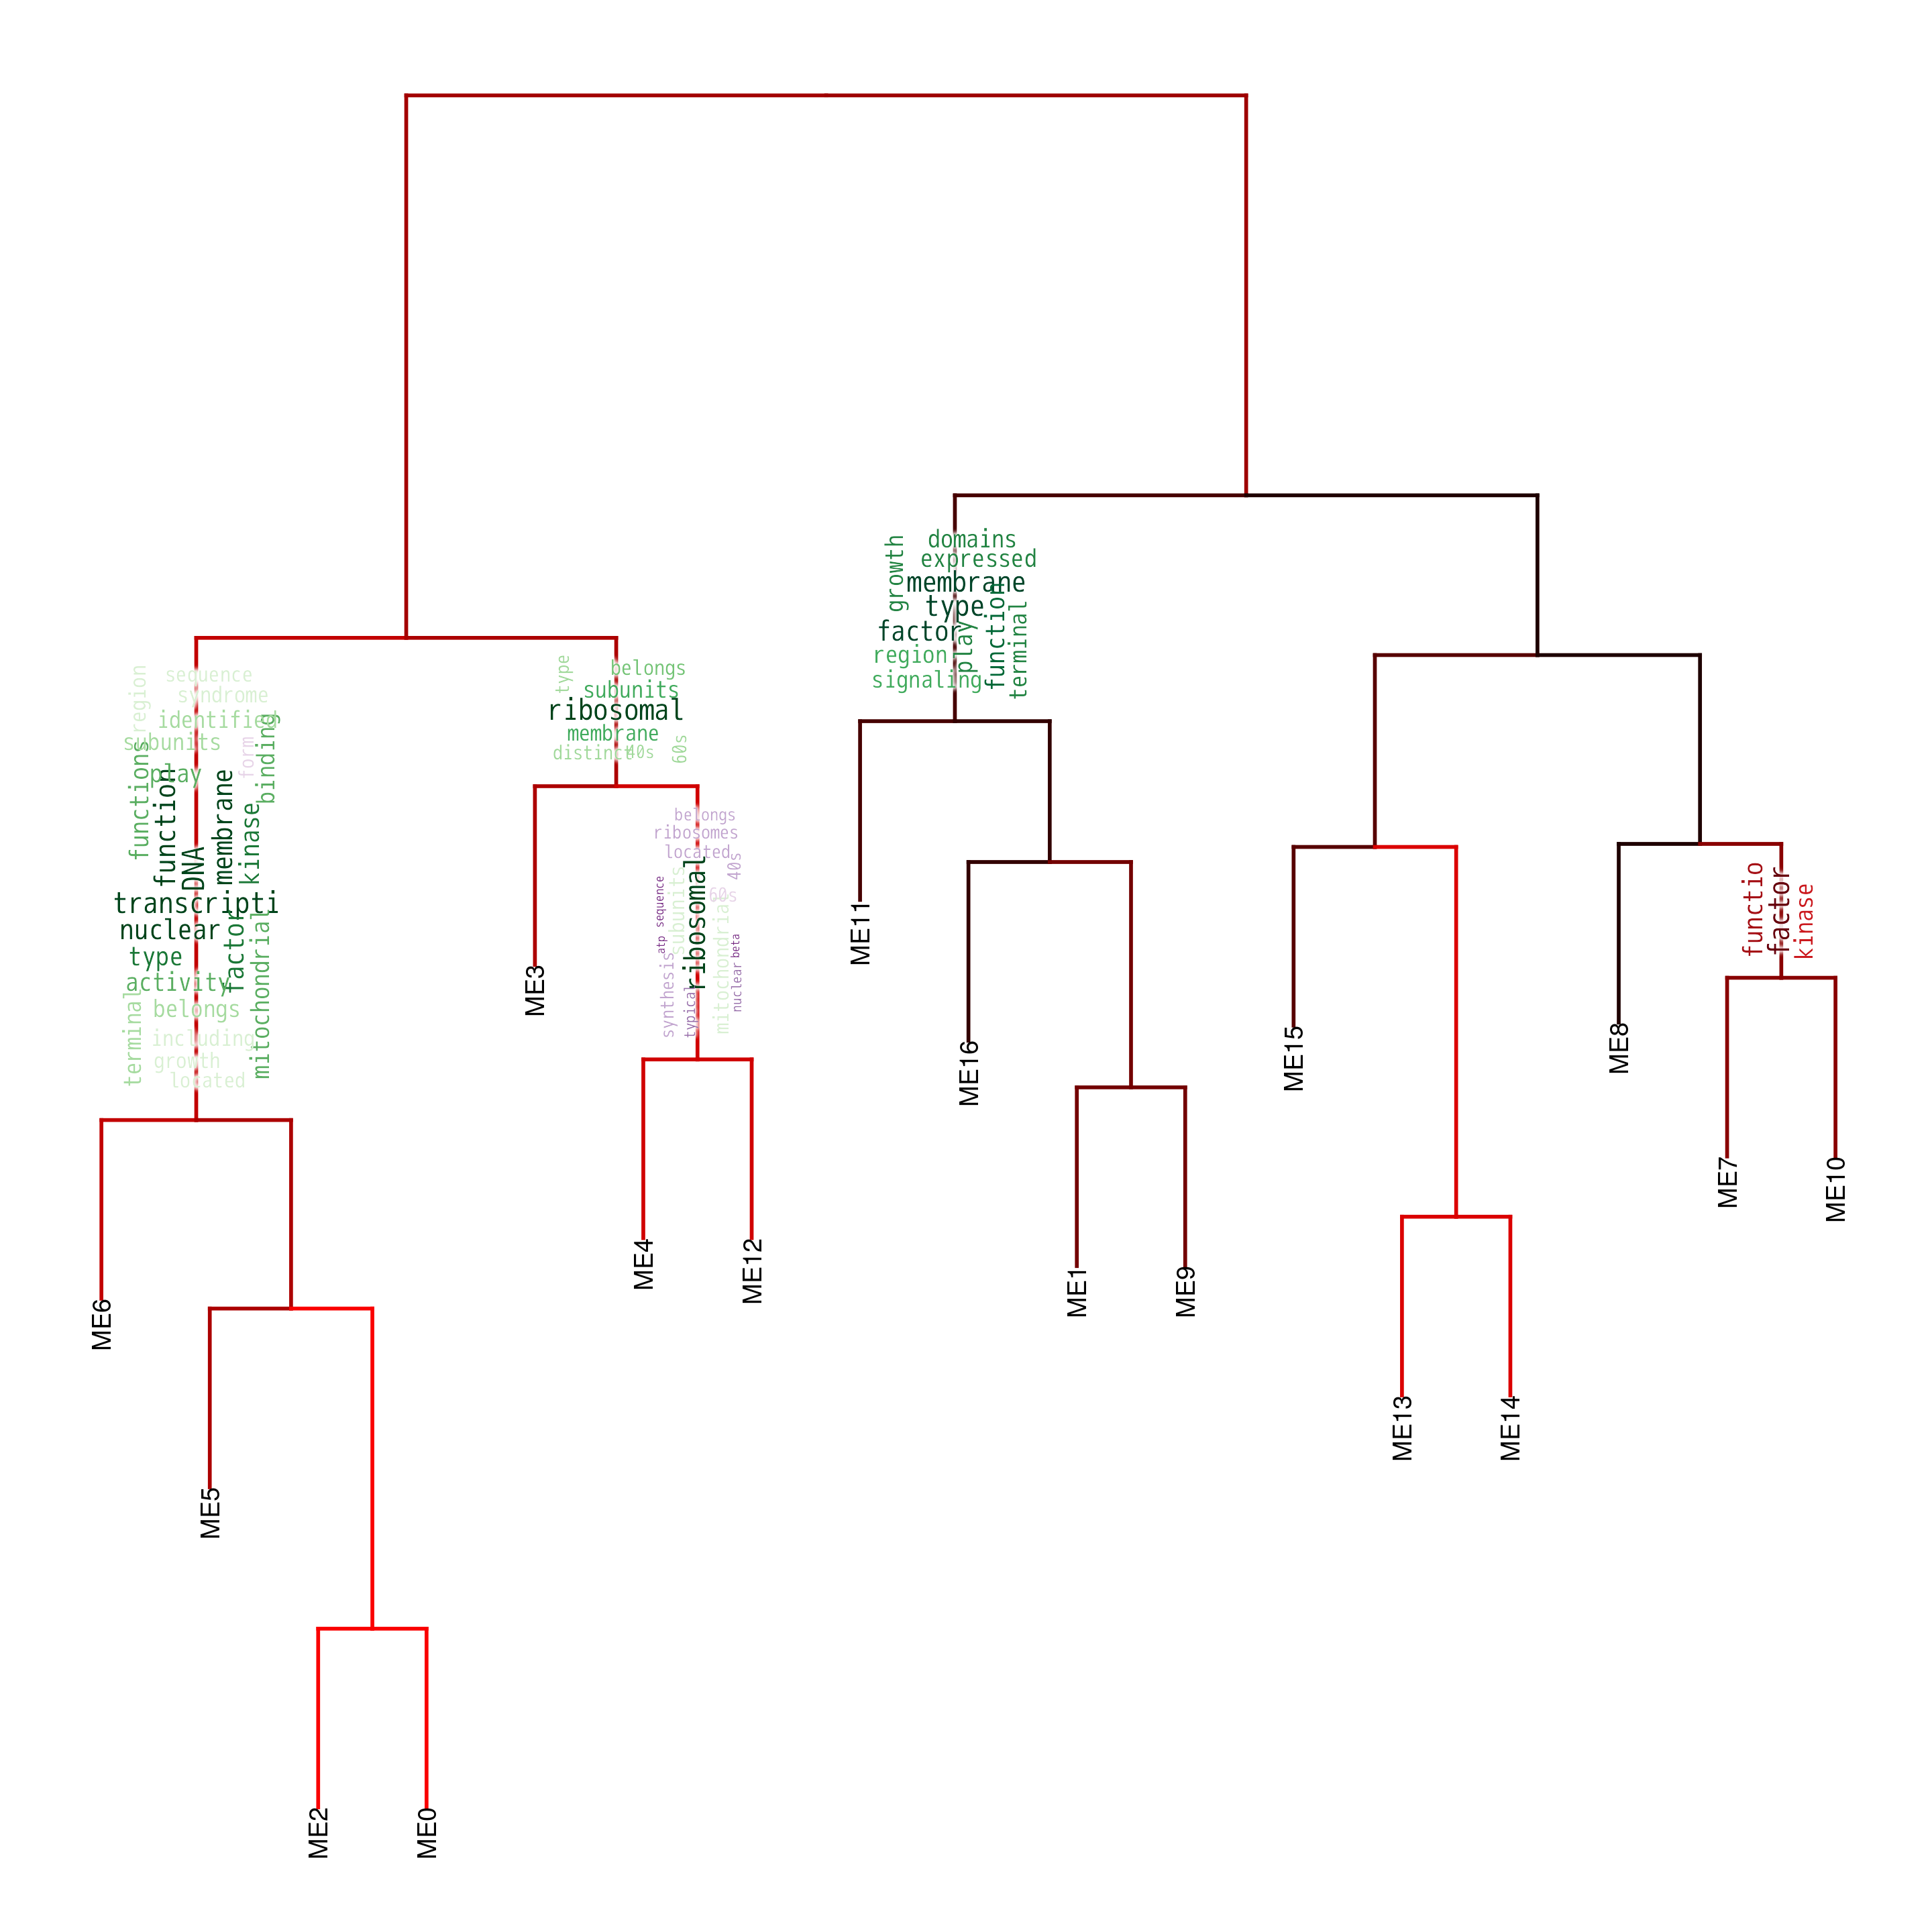 domains
expressed
growth
membrane
type
factor
play
function
terminal
region
signaling
sequence
syndrome
region
identified
subunits
form
binding
functions
play
function
membrane
kinase
DNA
transcripti
nuclear
factor
type
activity
mitochondrial
belongs
terminal
including
growth
located
type
belongs
subunits
ribosomal
membrane
distinct
40s
60s
belongs
ribosomes
located
40s
ribosomal
60s
subunits
sequence
atp
mitochondrial
beta
nuclear
synthesis
typical
functio
factor
kinase
ME11
ME3
ME16
ME15
ME8
ME7
ME10
ME4
ME12
ME1
ME9
ME6
ME13
ME14
ME5
ME2
ME0